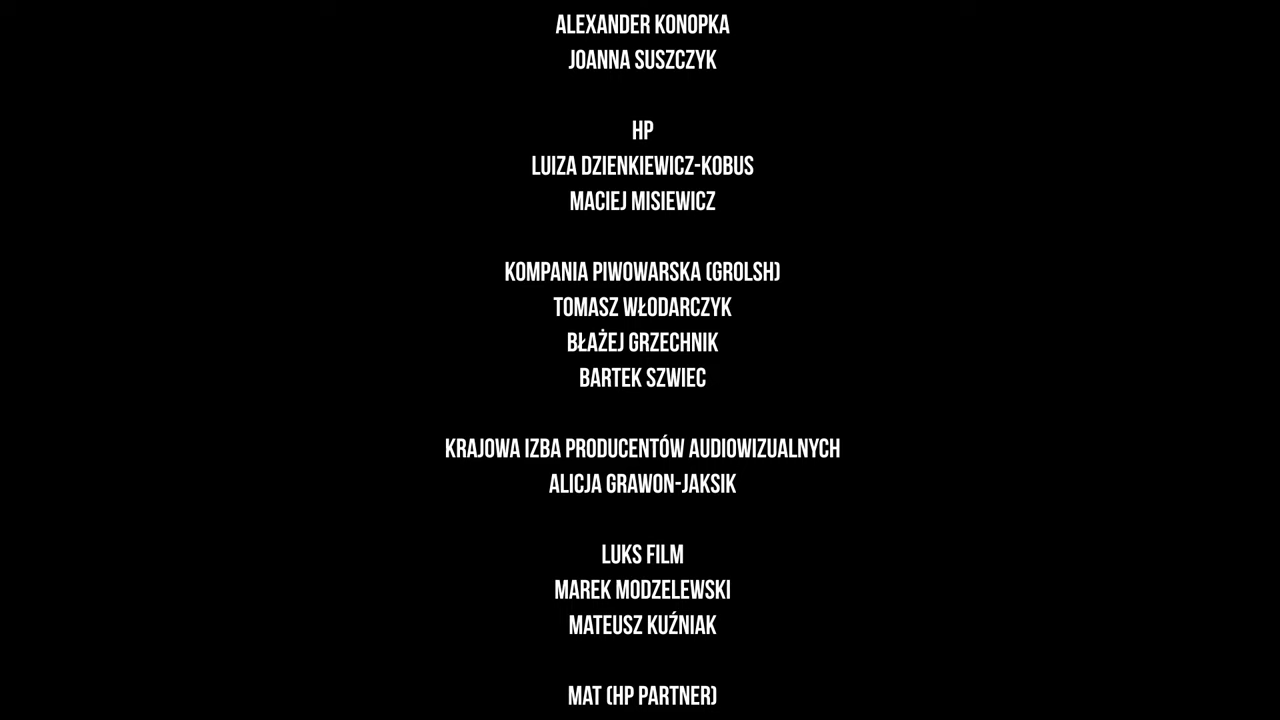 ALEXANDER KONOPKA
JOANNA SUSZCZYK
HP
LUIZA DZIENKIEWICZ-KOBUS
MACIEJ MISIEWICZ
KOMPANIA PIWOWARSKA (GROLSH)
TOMASZ WŁODARCZYK
BŁAŻEJ GRZECHNIK
BARTEK SZWIEC
KRAJOWA IZBA PRODUCENTÓW AUDIOWIZUALNYCH
ALICJA GRAWON-JAKSIK
LUKS FILM
MAREK MODZELEWSKI
MATEUSZ KUŹNIAK
MAT (HP PARTNER)